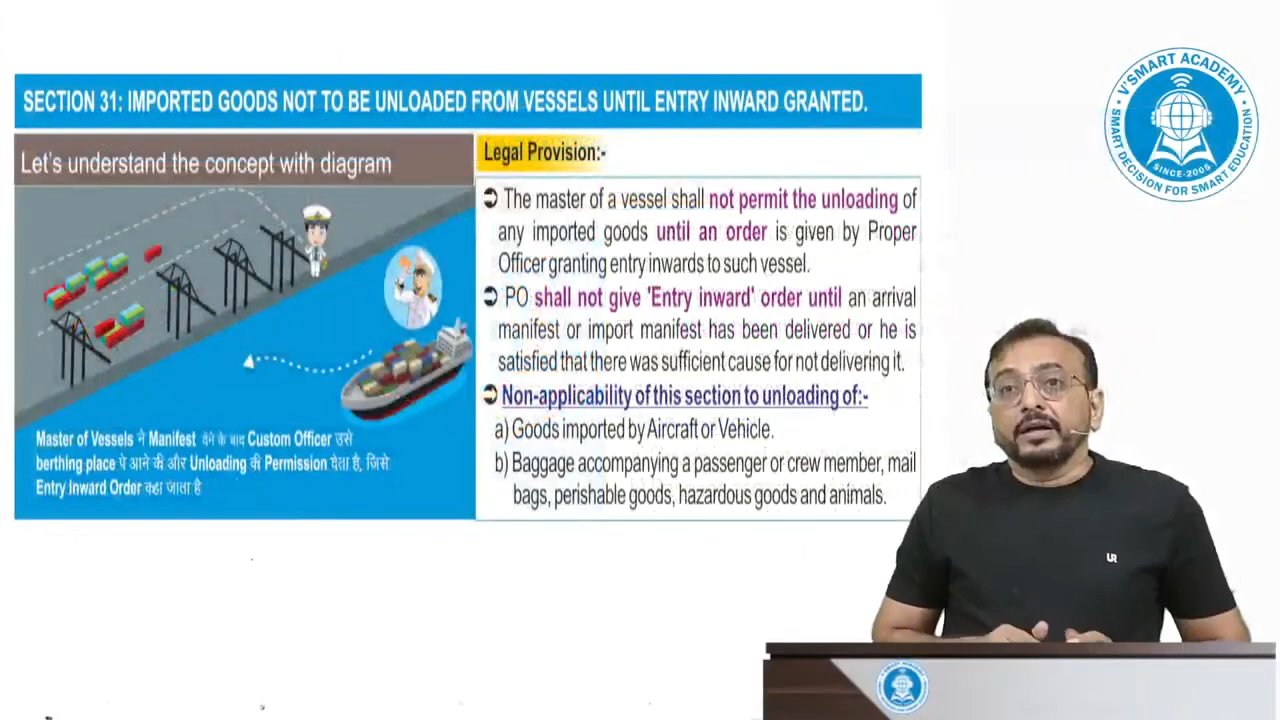 SECTION 31: IMPORTED GOODS NOT TO BE UNLOADED FROM VESSELS UNTIL ENTRY INWARD GRANTED.
Let's understand the concept with diagram
Master of Vessels ने Manifest देने के बाद Custom Officer उसे
berthing place पे आने की और Unloading की Permission देता है, जिसे
Entry Inward Order कहा जाता है
Legal Provision:-
➲ The master of a vessel shall not permit the unloading of
any imported goods until an order is given by Proper
Officer granting entry inwards to such vessel.
➲ PO shall not give 'Entry inward' order until an arrival
manifest or import manifest has been delivered or he is
satisfied that there was sufficient cause for not delivering it.
➲ Non-applicability of this section to unloading of:-
a) Goods imported by Aircraft or Vehicle.
b) Baggage accompanying a passenger or crew member, mail
bags, perishable goods, hazardous goods and animals.
V'SMART ACADEMY
SINCE-2005
SMART DECISION FOR SMART EDUCATION
UR